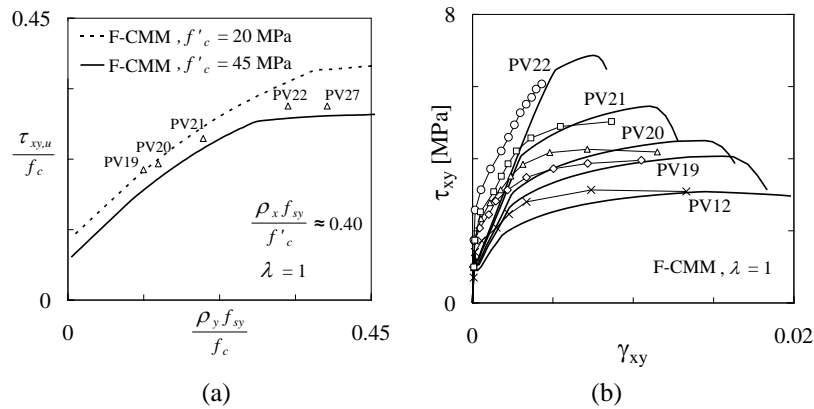 0.45
F-CMM , f'c = 20 MPa
F-CMM , f'c = 45 MPa
τxy,u
fc
PV22
PV27
PV21
PV20
PV19
ρx fsy
f'c
≈ 0.40
λ = 1
0
0
ρy fsy
fc
0.45
(a)
8
τxy [MPa]
PV22
PV21
PV20
PV19
PV12
F-CMM , λ = 1
0
0
γxy
0.02
(b)